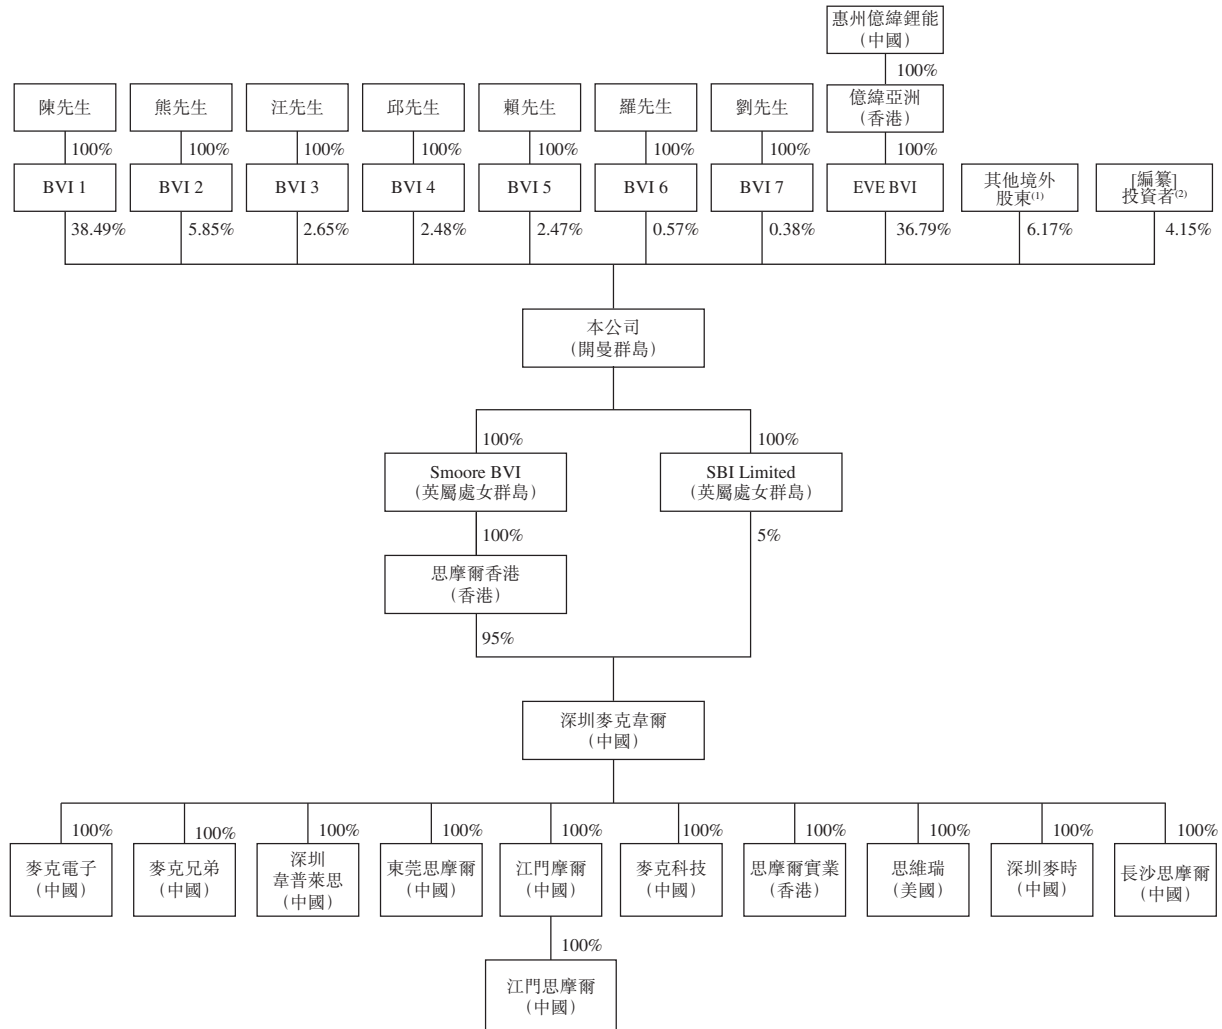 惠州億緯鋰能
（中國）
100%
陳先生
熊先生
汪先生
邱先生
賴先生
羅先生
劉先生
億緯亞洲
（香港）
100%
100%
100%
100%
100%
100%
100%
100%
BVI 1
BVI 2
BVI 3
BVI 4
BVI 5
BVI 6
BVI 7
EVE BVI
其他境外
股東(1)
[編纂]
投資者(2)
38.49%
5.85%
2.65%
2.48%
2.47%
0.57%
0.38%
36.79%
6.17%
4.15%
本公司
（開曼群島）
100%
100%
Smoore BVI
（英屬處女群島）
SBI Limited
（英屬處女群島）
100%
5%
思摩爾香港
（香港）
95%
深圳麥克韋爾
（中國）
100%
100%
100%
100%
100%
100%
100%
100%
100%
100%
麥克電子
（中國）
麥克兄弟
（中國）
深圳
韋普萊思
（中國）
東莞思摩爾
（中國）
江門摩爾
（中國）
麥克科技
（中國）
思摩爾實業
（香港）
思維瑞
（美國）
深圳麥時
（中國）
長沙思摩爾
（中國）
100%
江門思摩爾
（中國）